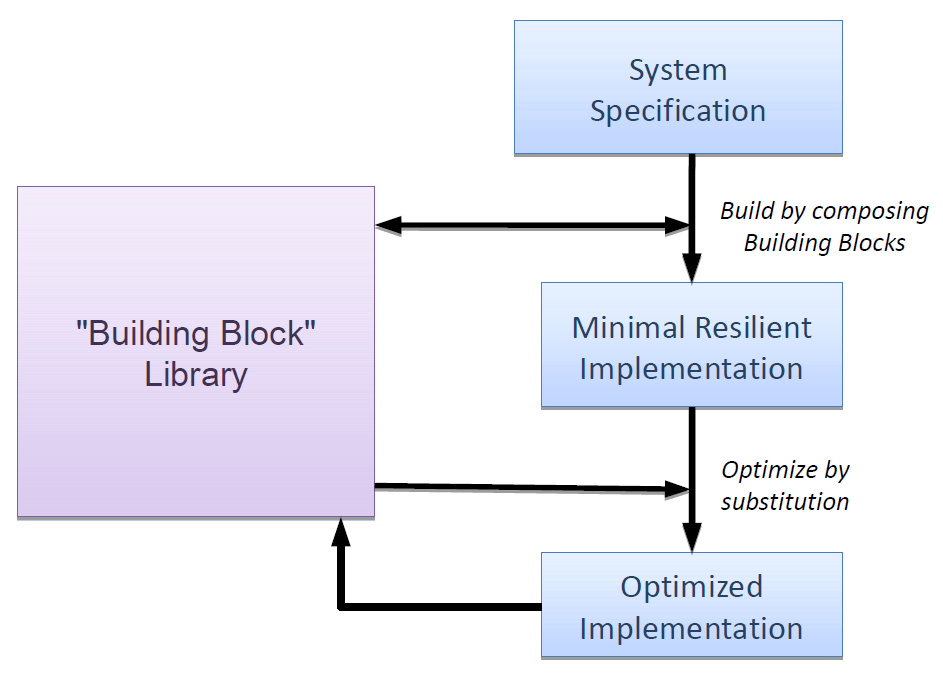 System
Specification
Build by composing
Building Blocks
"Building Block"
Library
Minimal Resilient
Implementation
Optimize by
substitution
Optimized
Implementation